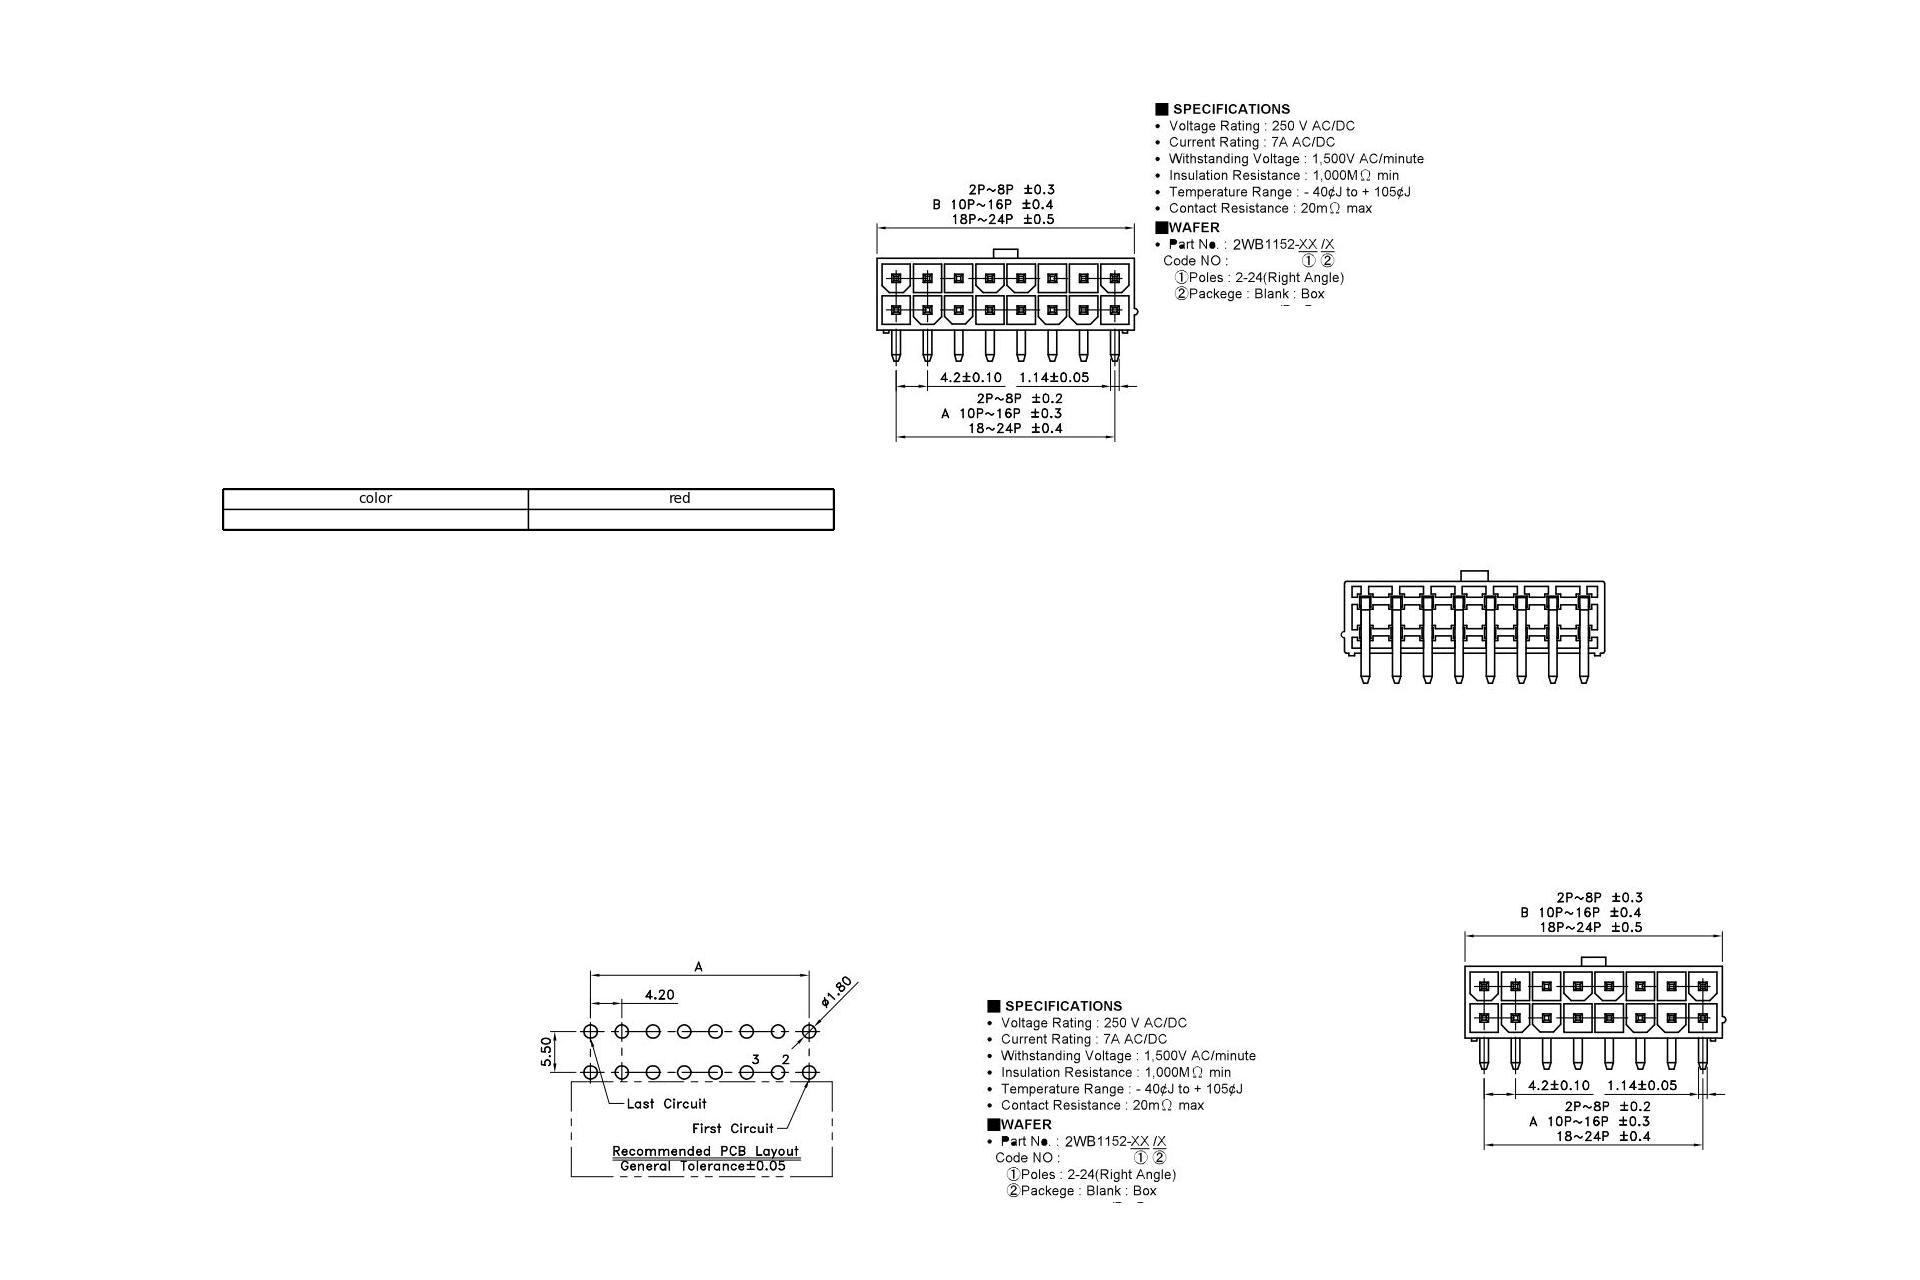 ■ SPECIFICATIONS
• Voltage Rating : 250 V AC/DC
• Current Rating : 7A AC/DC
• Withstanding Voltage : 1,500V AC/minute
• Insulation Resistance : 1,000MΩ min
• Temperature Range : - 40¢J to + 105¢J
• Contact Resistance : 20mΩ max
■WAFER
• Part No. : 2WB1152-XX /X
Code NO : ① ②
①Poles : 2-24(Right Angle)
②Packege : Blank : Box
2P~8P ±0.3
B 10P~16P ±0.4
18P~24P ±0.5
4.2±0.10 1.14±0.05
2P~8P ±0.2
A 10P~16P ±0.3
18~24P ±0.4
color red
A
4.20
ø1.80
5.50
3 2
Last Circuit
First Circuit
Recommended PCB Layout
General Tolerance±0.05
■ SPECIFICATIONS
• Voltage Rating : 250 V AC/DC
• Current Rating : 7A AC/DC
• Withstanding Voltage : 1,500V AC/minute
• Insulation Resistance : 1,000MΩ min
• Temperature Range : - 40¢J to + 105¢J
• Contact Resistance : 20mΩ max
■WAFER
• Part No. : 2WB1152-XX /X
Code NO : ① ②
①Poles : 2-24(Right Angle)
②Packege : Blank : Box
2P~8P ±0.3
B 10P~16P ±0.4
18P~24P ±0.5
4.2±0.10 1.14±0.05
2P~8P ±0.2
A 10P~16P ±0.3
18~24P ±0.4